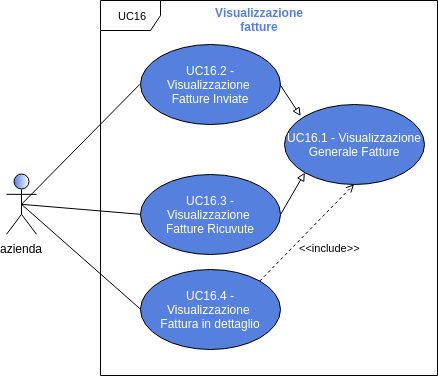 UC16
Visualizzazione
fatture
UC16.2 -
Visualizzazione
Fatture Inviate
UC16.1 - Visualizzazione
Generale Fatture
UC16.3 -
Visualizzazione
Fatture Ricuvute
azienda
<<include>>
UC16.4 -
Visualizzazione
Fattura in dettaglio